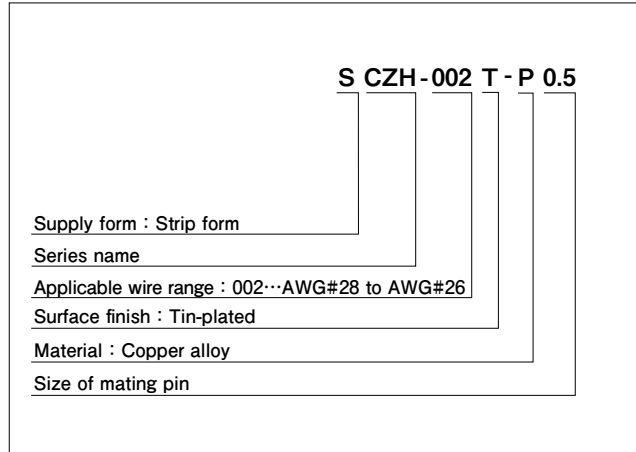 S CZH-002 T-P 0.5
Supply form：Strip form
Series name
Applicable wire range：002…AWG#28 to AWG#26
Surface finish：Tin-plated
Material：Copper alloy
Size of mating pin